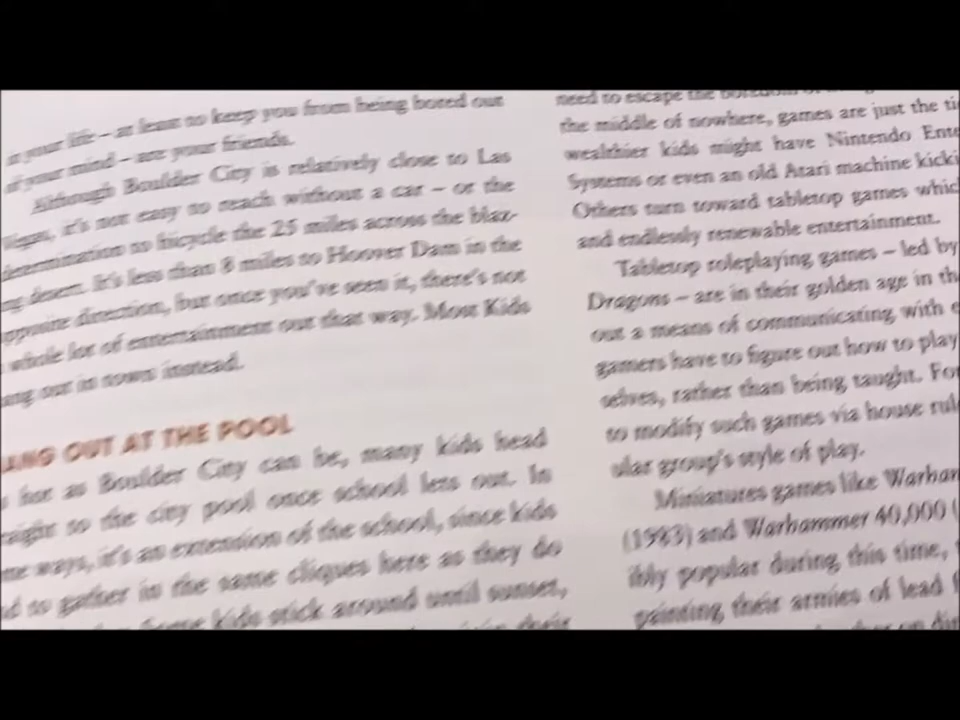 your life – at least to keep you from being bored out
of your mind – are your friends.
Although Boulder City is relatively close to Las
it's not easy to reach without a car – or the
determination to bicycle the 25 miles across the blaz-
ing desert. It's less than 8 miles to Hoover Dam in the
opposite direction, but once you've seen it, there's not
whole lot of entertainment out that way. Most Kids
out in town instead.
OUT AT THE POOL
hot as Boulder City can be, many kids head
to the city pool once school lets out. In
ways, it's an extension of the school, since kids
to gather in the same cliques here as they do
kids stick around until sunset,
need to escape the boredom of
the middle of nowhere, games are just the
wealthier kids might have Nintendo
Systems or even an old Atari machine
Others turn toward tabletop games
and endlessly renewable entertainment.
Tabletop roleplaying games – led by
Dragons – are in their golden age in
out a means of communicating with
gamers have to figure out how to play
selves, rather than being taught.
to modify such games via house
ular group's style of play.
Miniatures games like
(1983) and Warhammer 40,000
ibly popular during this time,
painting their armies of lead